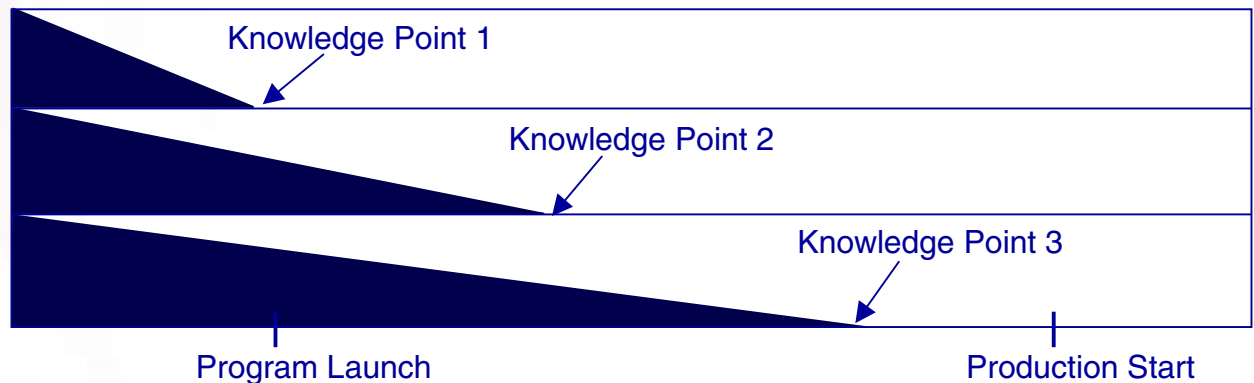 Knowledge Point 1
Knowledge Point 2
Knowledge Point 3
Program Launch
Production Start